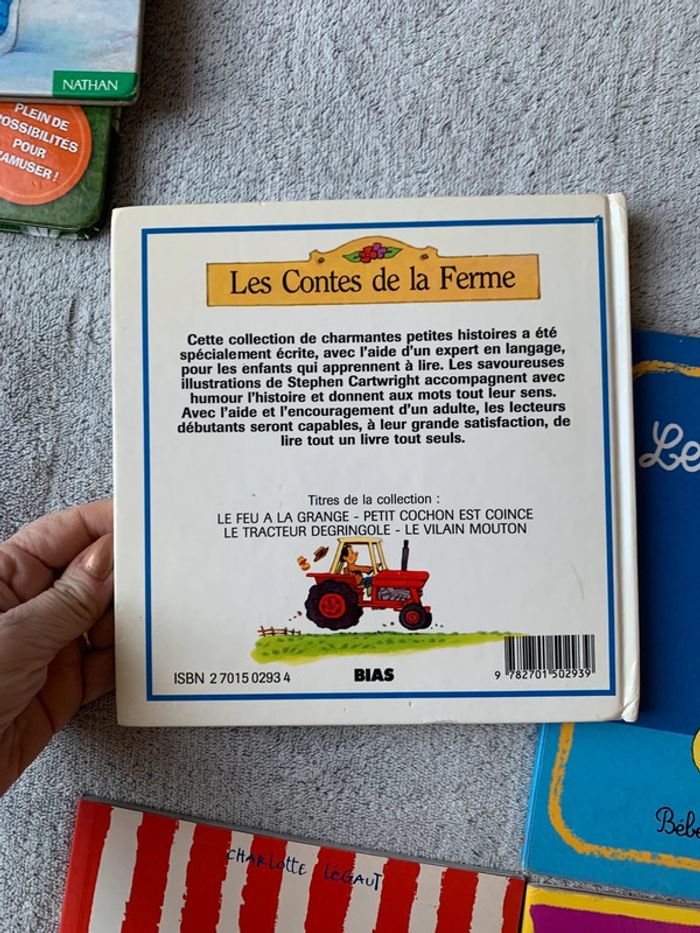 NATHAN
PLEIN DE
POSSIBILITES
POUR
S'AMUSER !
Les Contes de la Ferme
Cette collection de charmantes petites histoires a été
spécialement écrite, avec l'aide d'un expert en langage,
pour les enfants qui apprennent à lire. Les savoureuses
illustrations de Stephen Cartwright accompagnent avec
humour l'histoire et donnent aux mots tout leur sens.
Avec l'aide et l'encouragement d'un adulte, les lecteurs
débutants seront capables, à leur grande satisfaction, de
lire tout un livre tout seuls.
Titres de la collection :
LE FEU A LA GRANGE - PETIT COCHON EST COINCE
LE TRACTEUR DEGRINGOLE - LE VILAIN MOUTON
ISBN 2 7015 0293 4
BIAS
9 782701 502939
Le
Bébé
CHARLOTTE LÉGAUT